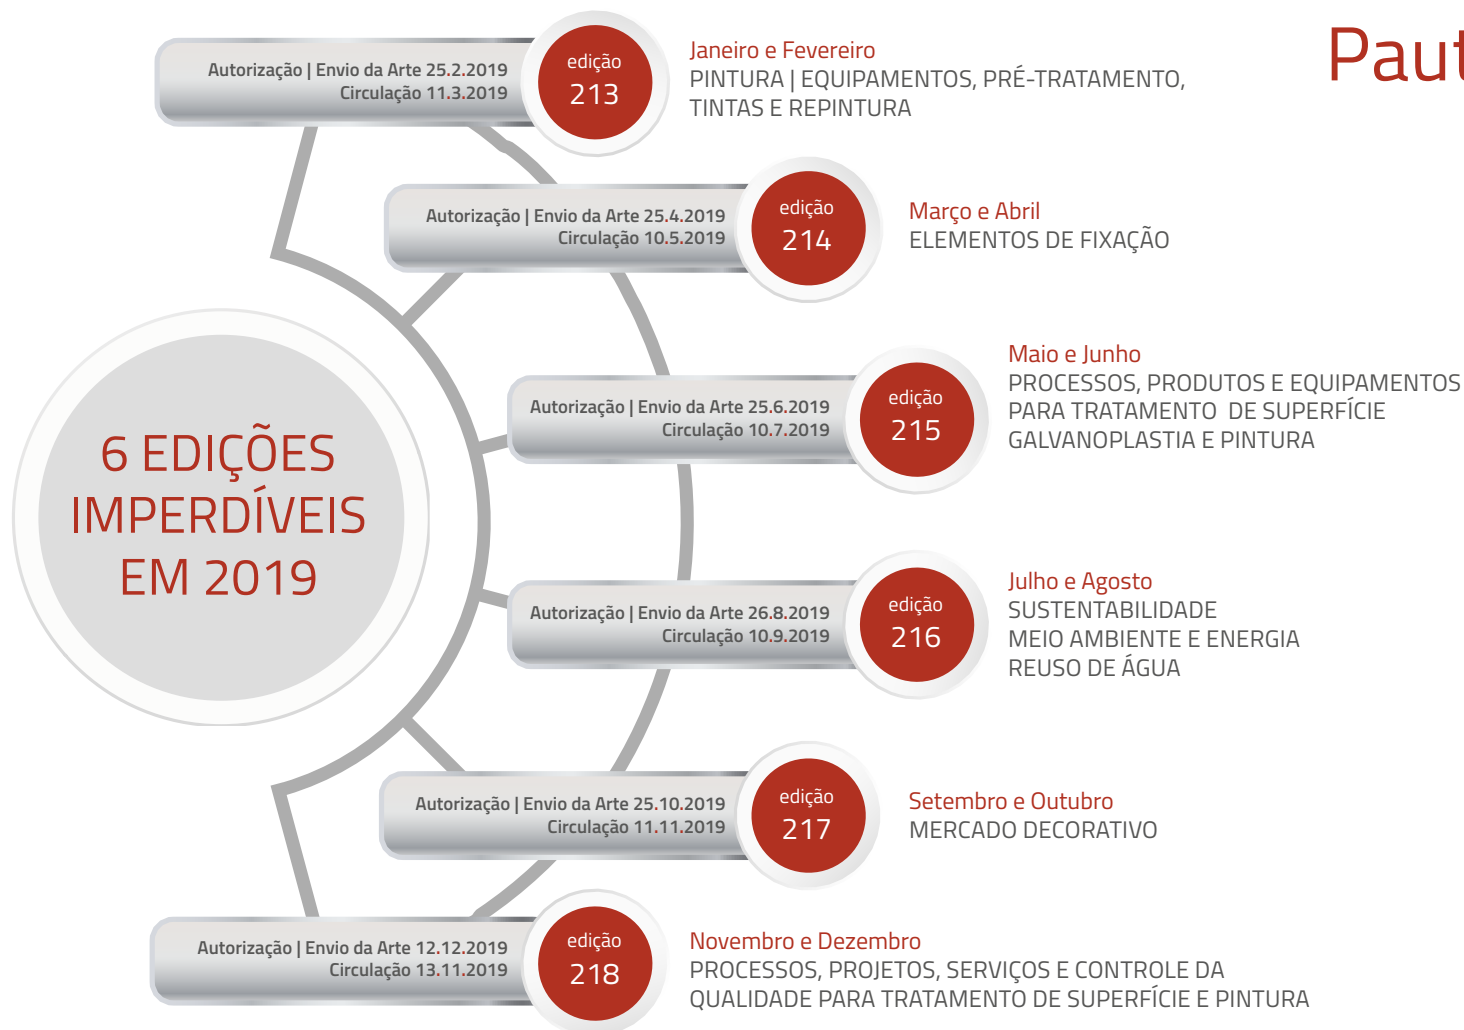 Paut
Autorização | Envio da Arte 25.2.2019
Circulação 11.3.2019
edição
213
Janeiro e Fevereiro
PINTURA | EQUIPAMENTOS, PRÉ-TRATAMENTO,
TINTAS E REPINTURA
Autorização | Envio da Arte 25.4.2019
Circulação 10.5.2019
edição
214
Março e Abril
ELEMENTOS DE FIXAÇÃO
Autorização | Envio da Arte 25.6.2019
Circulação 10.7.2019
edição
215
Maio e Junho
PROCESSOS, PRODUTOS E EQUIPAMENTOS
PARA TRATAMENTO DE SUPERFÍCIE
GALVANOPLASTIA E PINTURA
6 EDIÇÕES
IMPERDÍVEIS
EM 2019
Autorização | Envio da Arte 26.8.2019
Circulação 10.9.2019
edição
216
Julho e Agosto
SUSTENTABILIDADE
MEIO AMBIENTE E ENERGIA
REUSO DE ÁGUA
Autorização | Envio da Arte 25.10.2019
Circulação 11.11.2019
edição
217
Setembro e Outubro
MERCADO DECORATIVO
Autorização | Envio da Arte 12.12.2019
Circulação 13.11.2019
edição
218
Novembro e Dezembro
PROCESSOS, PROJETOS, SERVIÇOS E CONTROLE DA
QUALIDADE PARA TRATAMENTO DE SUPERFÍCIE E PINTURA